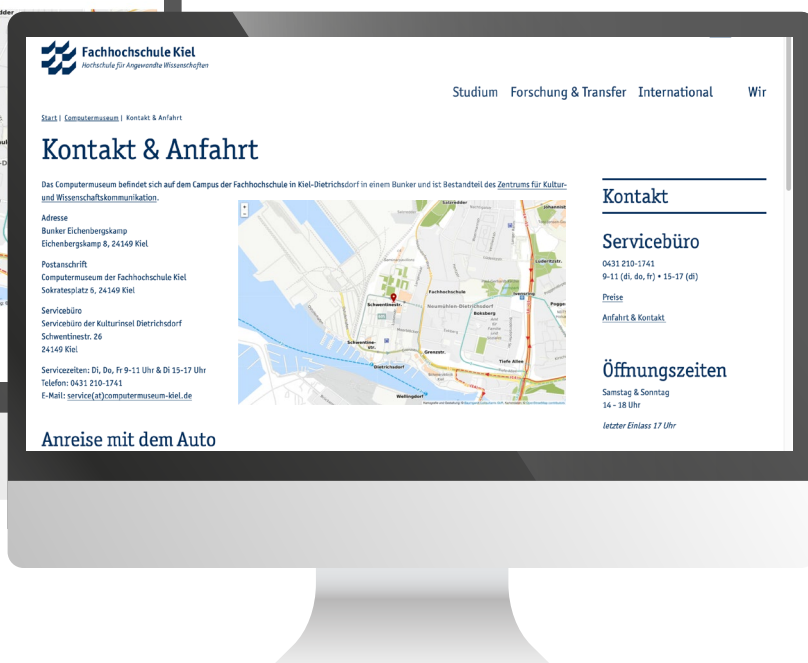 Fachhochschule Kiel
Hochschule für Angewandte Wissenschaften
Studium Forschung & Transfer International Wir
Start | Computermuseum | Kontakt & Anfahrt
Kontakt & Anfahrt
Das Computermuseum befindet sich auf dem Campus der Fachhochschule in Kiel-Dietrichsdorf in einem Bunker und ist Bestandteil des Zentrums für Kultur-
und Wissenschaftskommunikation.
Adresse
Bunker Eichenbergskamp
Eichenbergskamp 8, 24149 Kiel
Postanschrift
Computermuseum der Fachhochschule Kiel
Sokratesplatz 6, 24149 Kiel
Servicebüro
Servicebüro der Kulturinsel Dietrichsdorf
Schwentinestr. 26
24149 Kiel
Servicezeiten: Di, Do, Fr 9-11 Uhr & Di 15-17 Uhr
Telefon: 0431 210-1741
E-Mail: service(at)computermuseum-kiel.de
Fachhochschule
Schwentinestr.
Neumühlen Dietrichsdorf
Boksberg
Schwentine-
str.
Grenzstr.
Tiefe Allee
Dietrichsdorf
Wellingdorf
Anreise mit dem Auto
Kontakt
Servicebüro
0431 210-1741
9-11 (di, do, fr) • 15-17 (di)
Preise
Anfahrt & Kontakt
Öffnungszeiten
Samstag & Sonntag
14 - 18 Uhr
letzter Einlass 17 Uhr